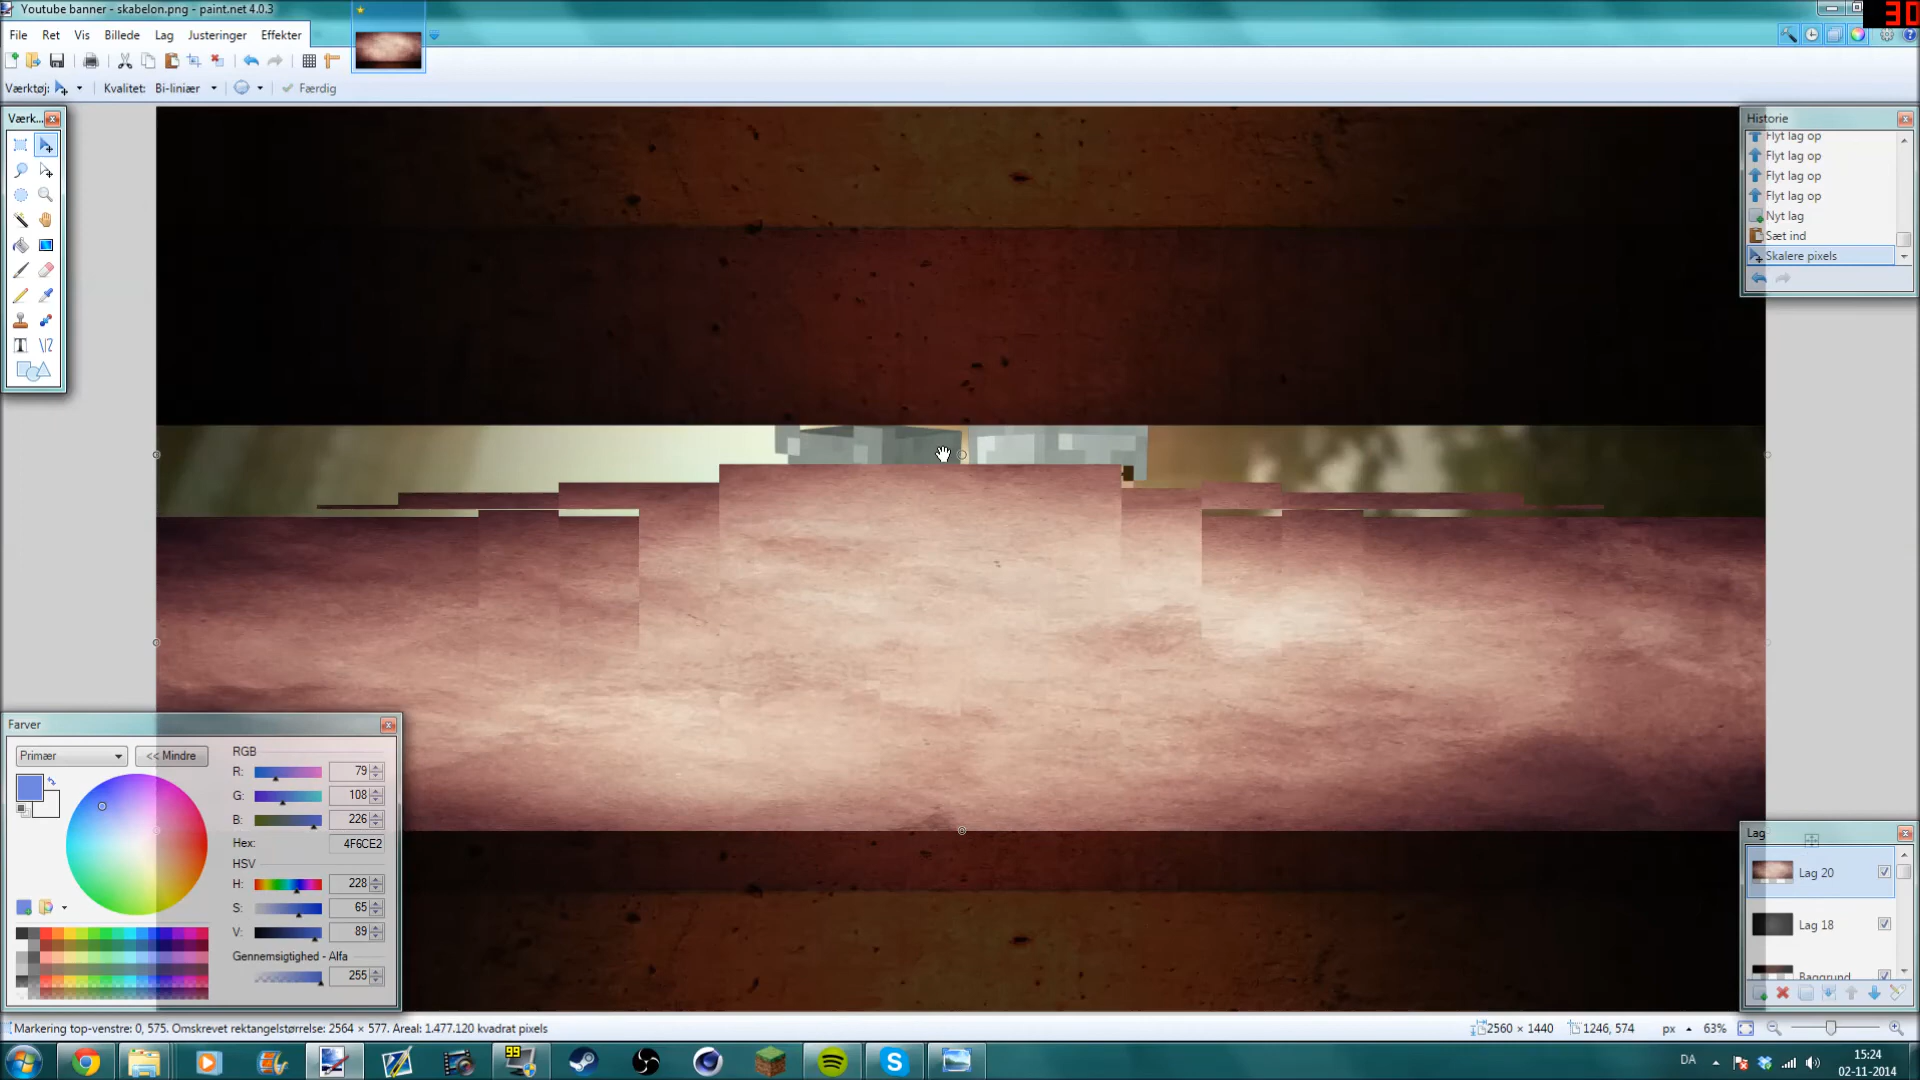 Youtube banner - skabelon.png - paint.net 4.0.3
30
File Ret Vis Billede Lag Justeringer Effekter
Værktøj: Kvalitet: Bi-liniær Færdig
Værk...
Historie
Flyt lag op
Flyt lag op
Flyt lag op
Flyt lag op
Nyt lag
Sæt ind
Skalere pixels
Farver
Primær << Mindre
RGB
R: 79
G: 108
B: 226
Hex: 4F6CE2
HSV
H: 228
S: 65
V: 89
Gennemsigtighed - Alfa
255
Lag
Lag 20
Lag 18
Baggrund
Markering top-venstre: 0, 575. Omskrevet rektangelstørrelse: 2564 × 577. Areal: 1.477.120 kvadrat pixels
2560 × 1440 1246, 574 px 63%
99
DA
15:24
02-11-2014